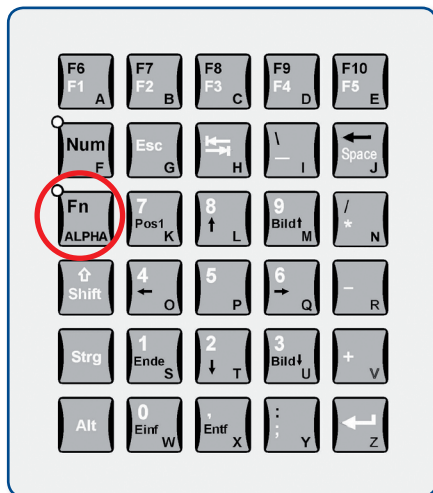 F6 F7 F8 F9 F10
F1 F2 F3 F4 F5
A B C D E
Num Esc \ ←
_ Space
F G H I J
Fn 7 8 9 /
Pos1 ↑ Bild↑ *
ALPHA K L M N
⇧ 4 5 6 –
Shift ← →
O P Q R
Strg 1 2 3 +
Ende ↓ Bild↓
S T U V
Alt 0 , :
Einf Entf ;
W X Y Z